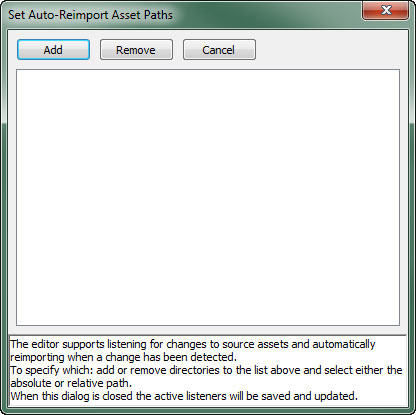 Set Auto-Reimport Asset Paths
Add Remove Cancel
The editor supports listening for changes to source assets and automatically
reimporting when a change has been detected.
To specify which: add or remove directories to the list above and select either the
absolute or relative path.
When this dialog is closed the active listeners will be saved and updated.